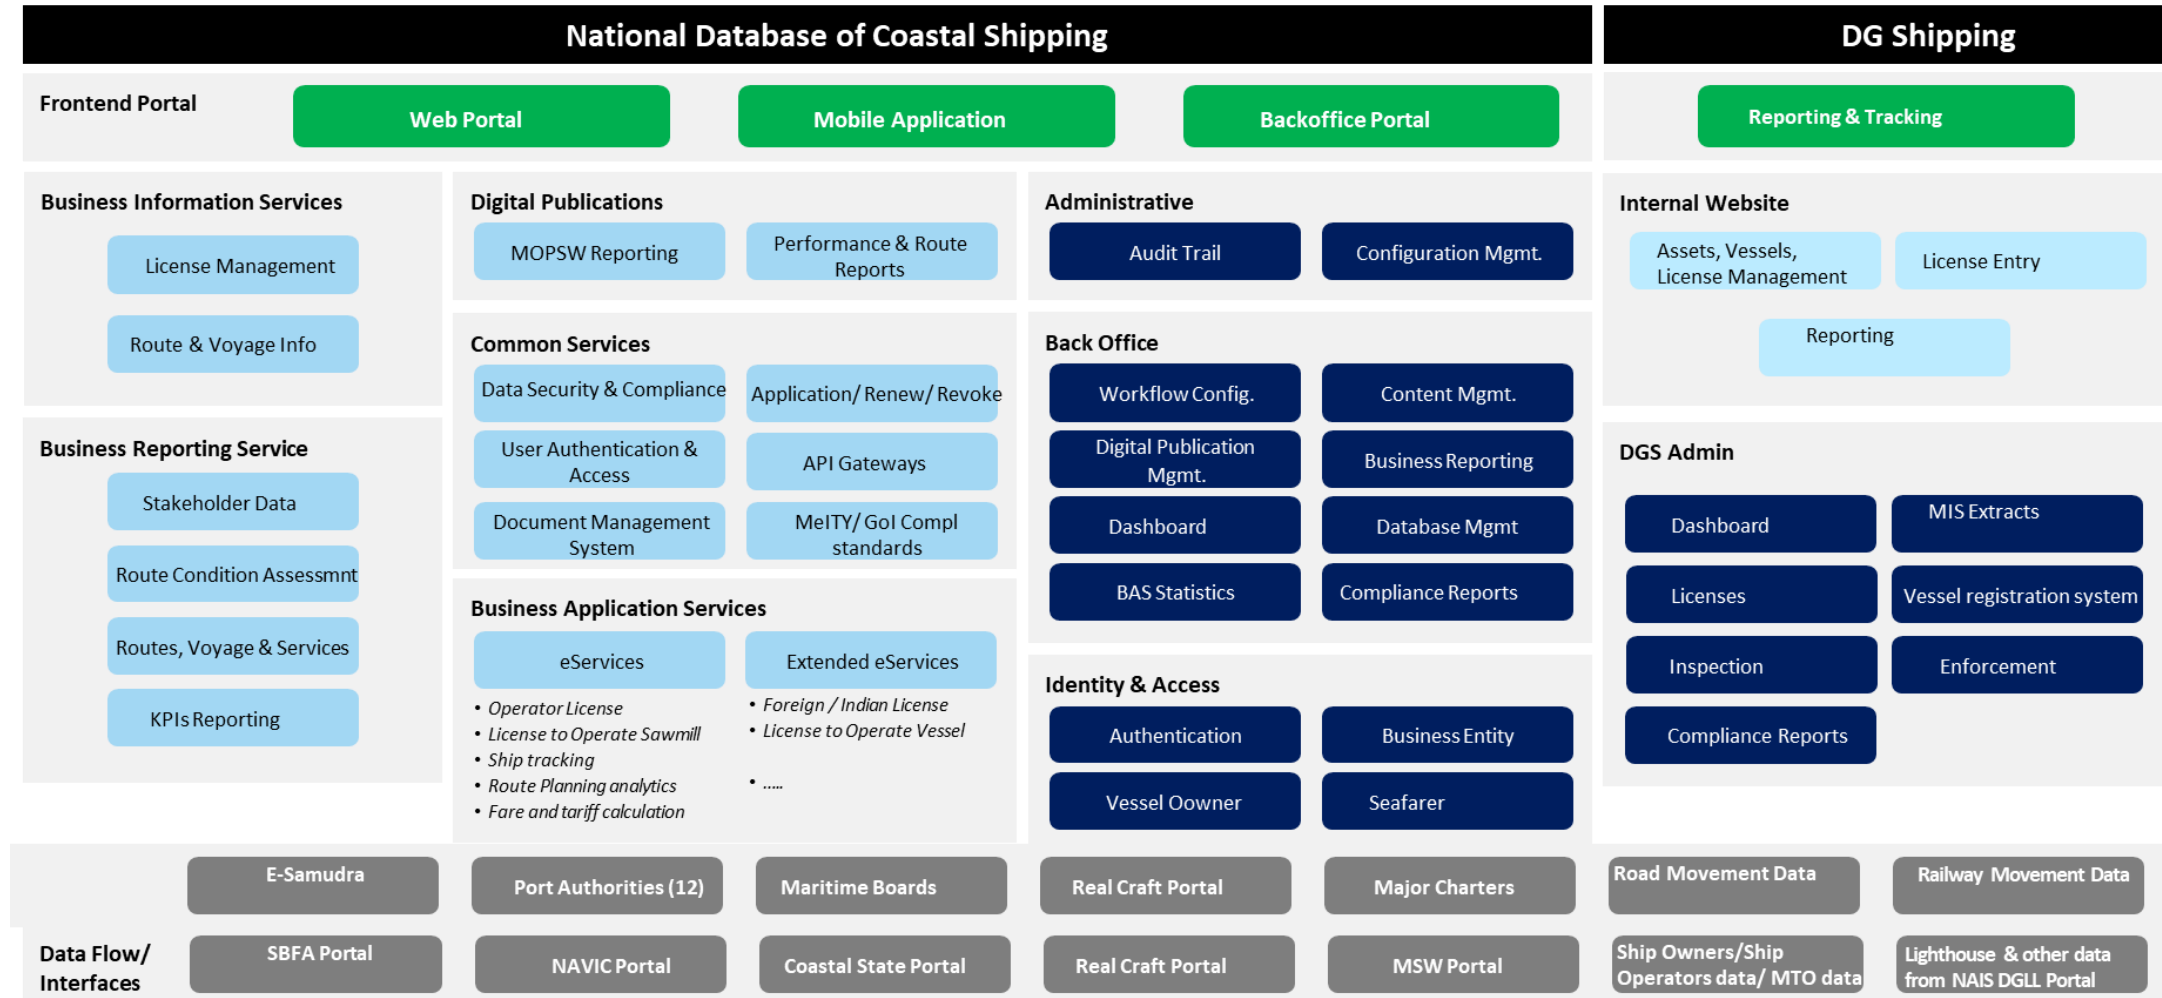 National Database of Coastal Shipping
DG Shipping
Frontend Portal
Web Portal
Mobile Application
Backoffice Portal
Reporting & Tracking
Business Information Services
License Management
Route & Voyage Info
Business Reporting Service
Stakeholder Data
Route Condition Assessmnt
Routes, Voyage & Services
KPIs Reporting
Digital Publications
MOPSW Reporting
Performance & Route
Reports
Common Services
Data Security & Compliance
Application/ Renew/ Revoke
User Authentication &
Access
API Gateways
Document Management
System
MeITY/ GoI Compl
standards
Business Application Services
eServices
Extended eServices
• Operator License
• License to Operate Sawmill
• Ship tracking
• Route Planning analytics
• Fare and tariff calculation
• Foreign / Indian License
• License to Operate Vessel
• .....
Administrative
Audit Trail
Configuration Mgmt.
Back Office
Workflow Config.
Content Mgmt.
Digital Publication
Mgmt.
Business Reporting
Dashboard
Database Mgmt
BAS Statistics
Compliance Reports
Identity & Access
Authentication
Business Entity
Vessel Oowner
Seafarer
Internal Website
Assets, Vessels,
License Management
License Entry
Reporting
DGS Admin
Dashboard
MIS Extracts
Licenses
Vessel registration system
Inspection
Enforcement
Compliance Reports
E-Samudra
Port Authorities (12)
Maritime Boards
Real Craft Portal
Major Charters
Road Movement Data
Railway Movement Data
Data Flow/
Interfaces
SBFA Portal
NAVIC Portal
Coastal State Portal
Real Craft Portal
MSW Portal
Ship Owners/Ship
Operators data/ MTO data
Lighthouse & other data
from NAIS DGLL Portal